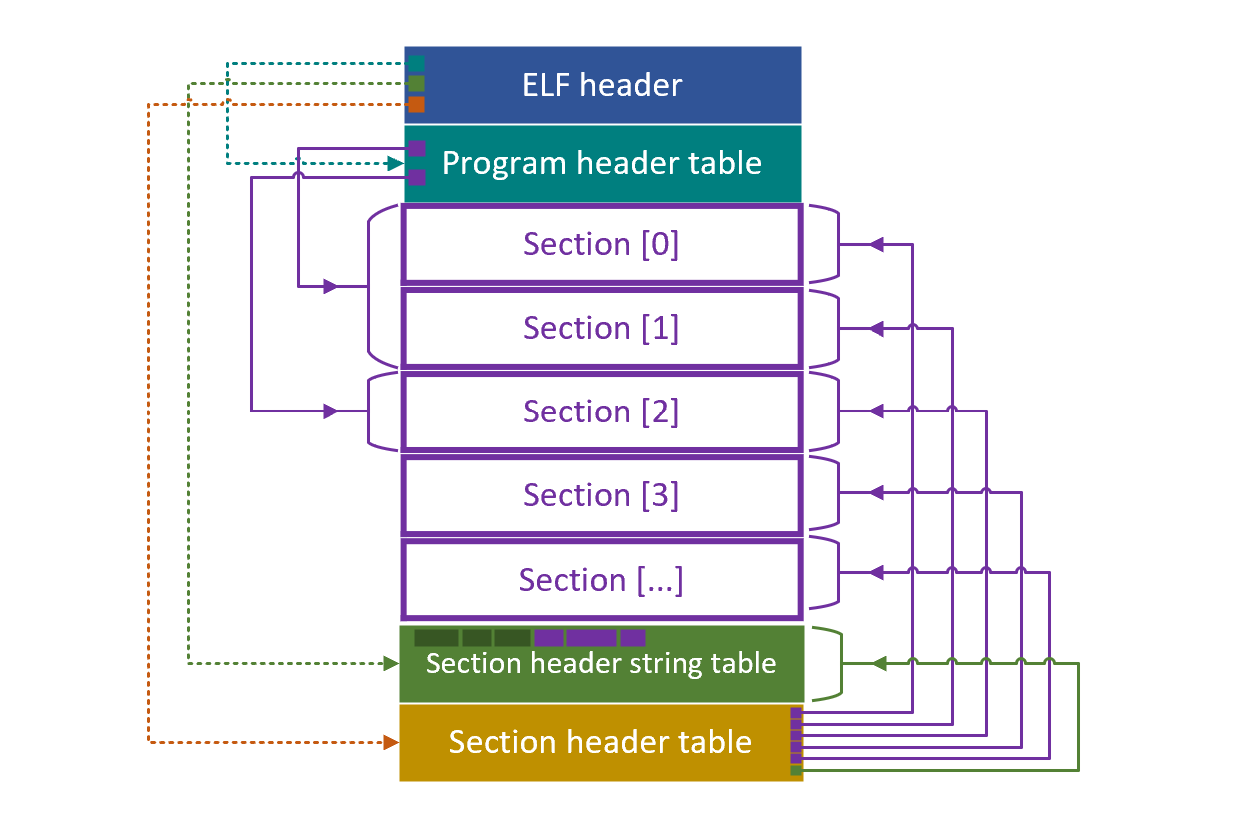 ELF header
Program header table
Section [0]
Section [1]
Section [2]
Section [3]
Section [...]
Section header string table
Section header table